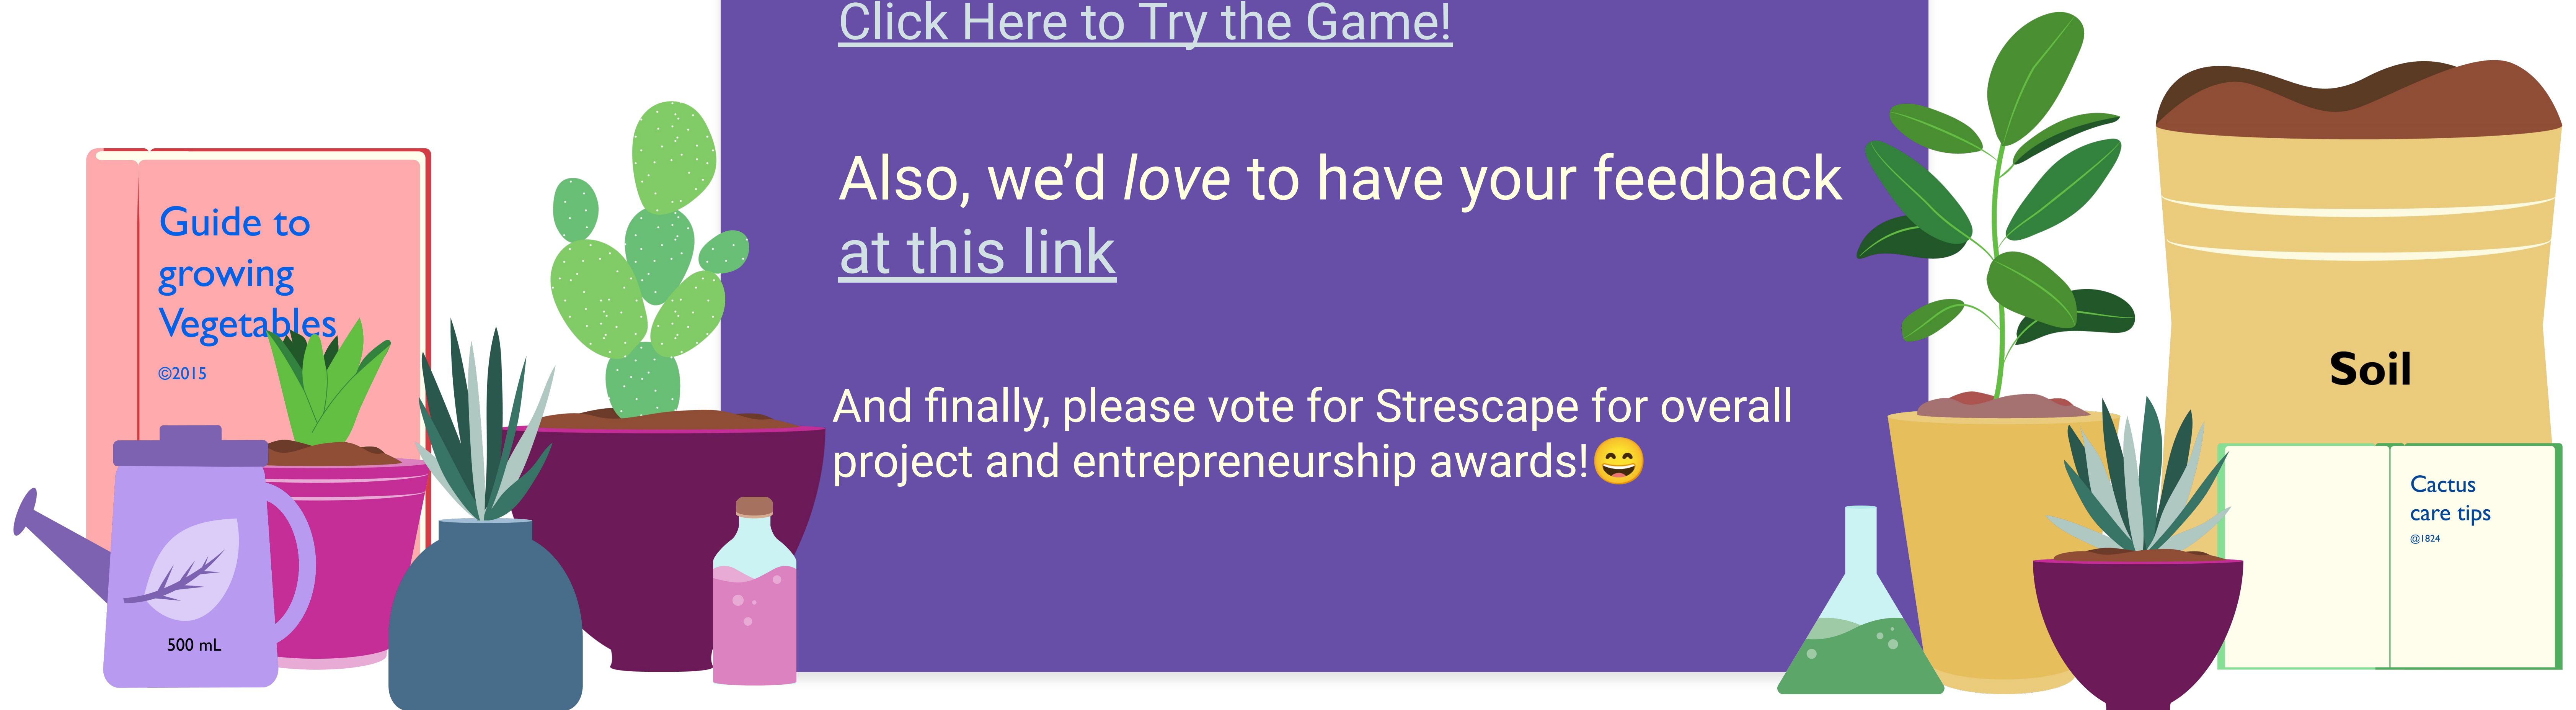 Click Here to Try the Game!
Also, we’d love to have your feedback
at this link
And finally, please vote for Strescape for overall
project and entrepreneurship awards!😄
Guide to
growing
Vegetables
©2015
500 mL
Soil
Cactus
care tips
@1824